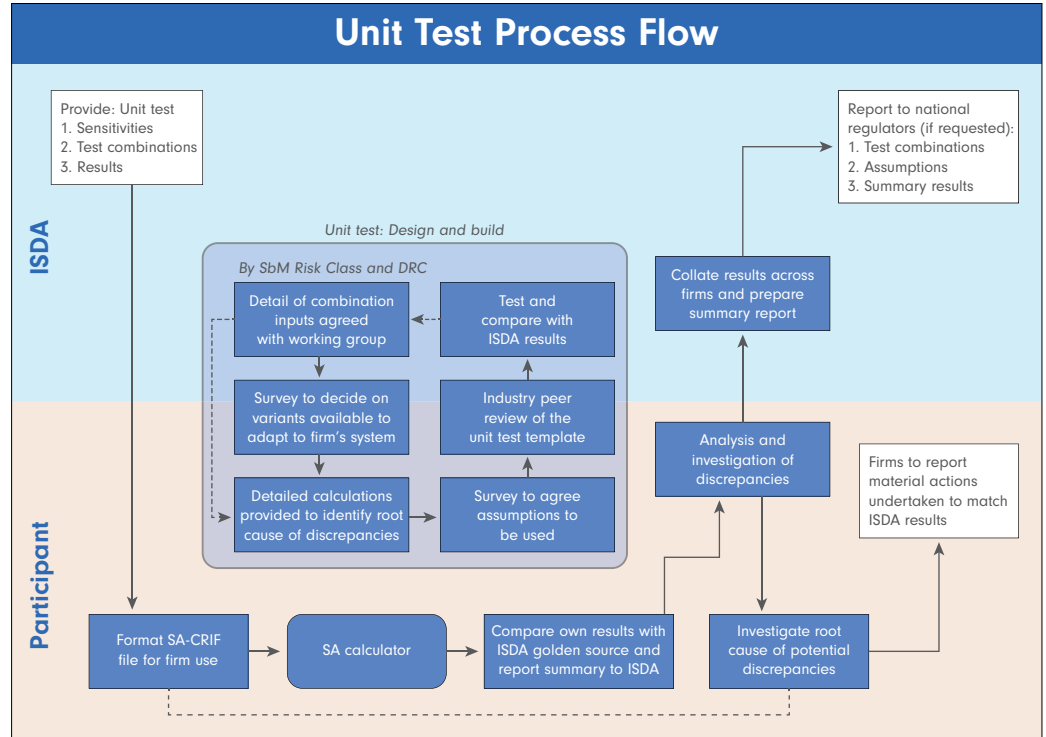 Unit Test Process Flow
ISDA
Provide: Unit test
1. Sensitivities
2. Test combinations
3. Results
Report to national
regulators (if requested):
1. Test combinations
2. Assumptions
3. Summary results
Unit test: Design and build
By SbM Risk Class and DRC
Detail of combination
inputs agreed
with working group
Test and
compare with
ISDA results
Collate results across
firms and prepare
summary report
Survey to decide on
variants available to
adapt to firm's system
Industry peer
review of the
unit test template
Participant
Analysis and
investigation of
discrepancies
Firms to report
material actions
undertaken to match
ISDA results
Detailed calculations
provided to identify root
cause of discrepancies
Survey to agree
assumptions to
be used
Format SA-CRIF
file for firm use
SA calculator
Compare own results with
ISDA golden source and
report summary to ISDA
Investigate root
cause of potential
discrepancies